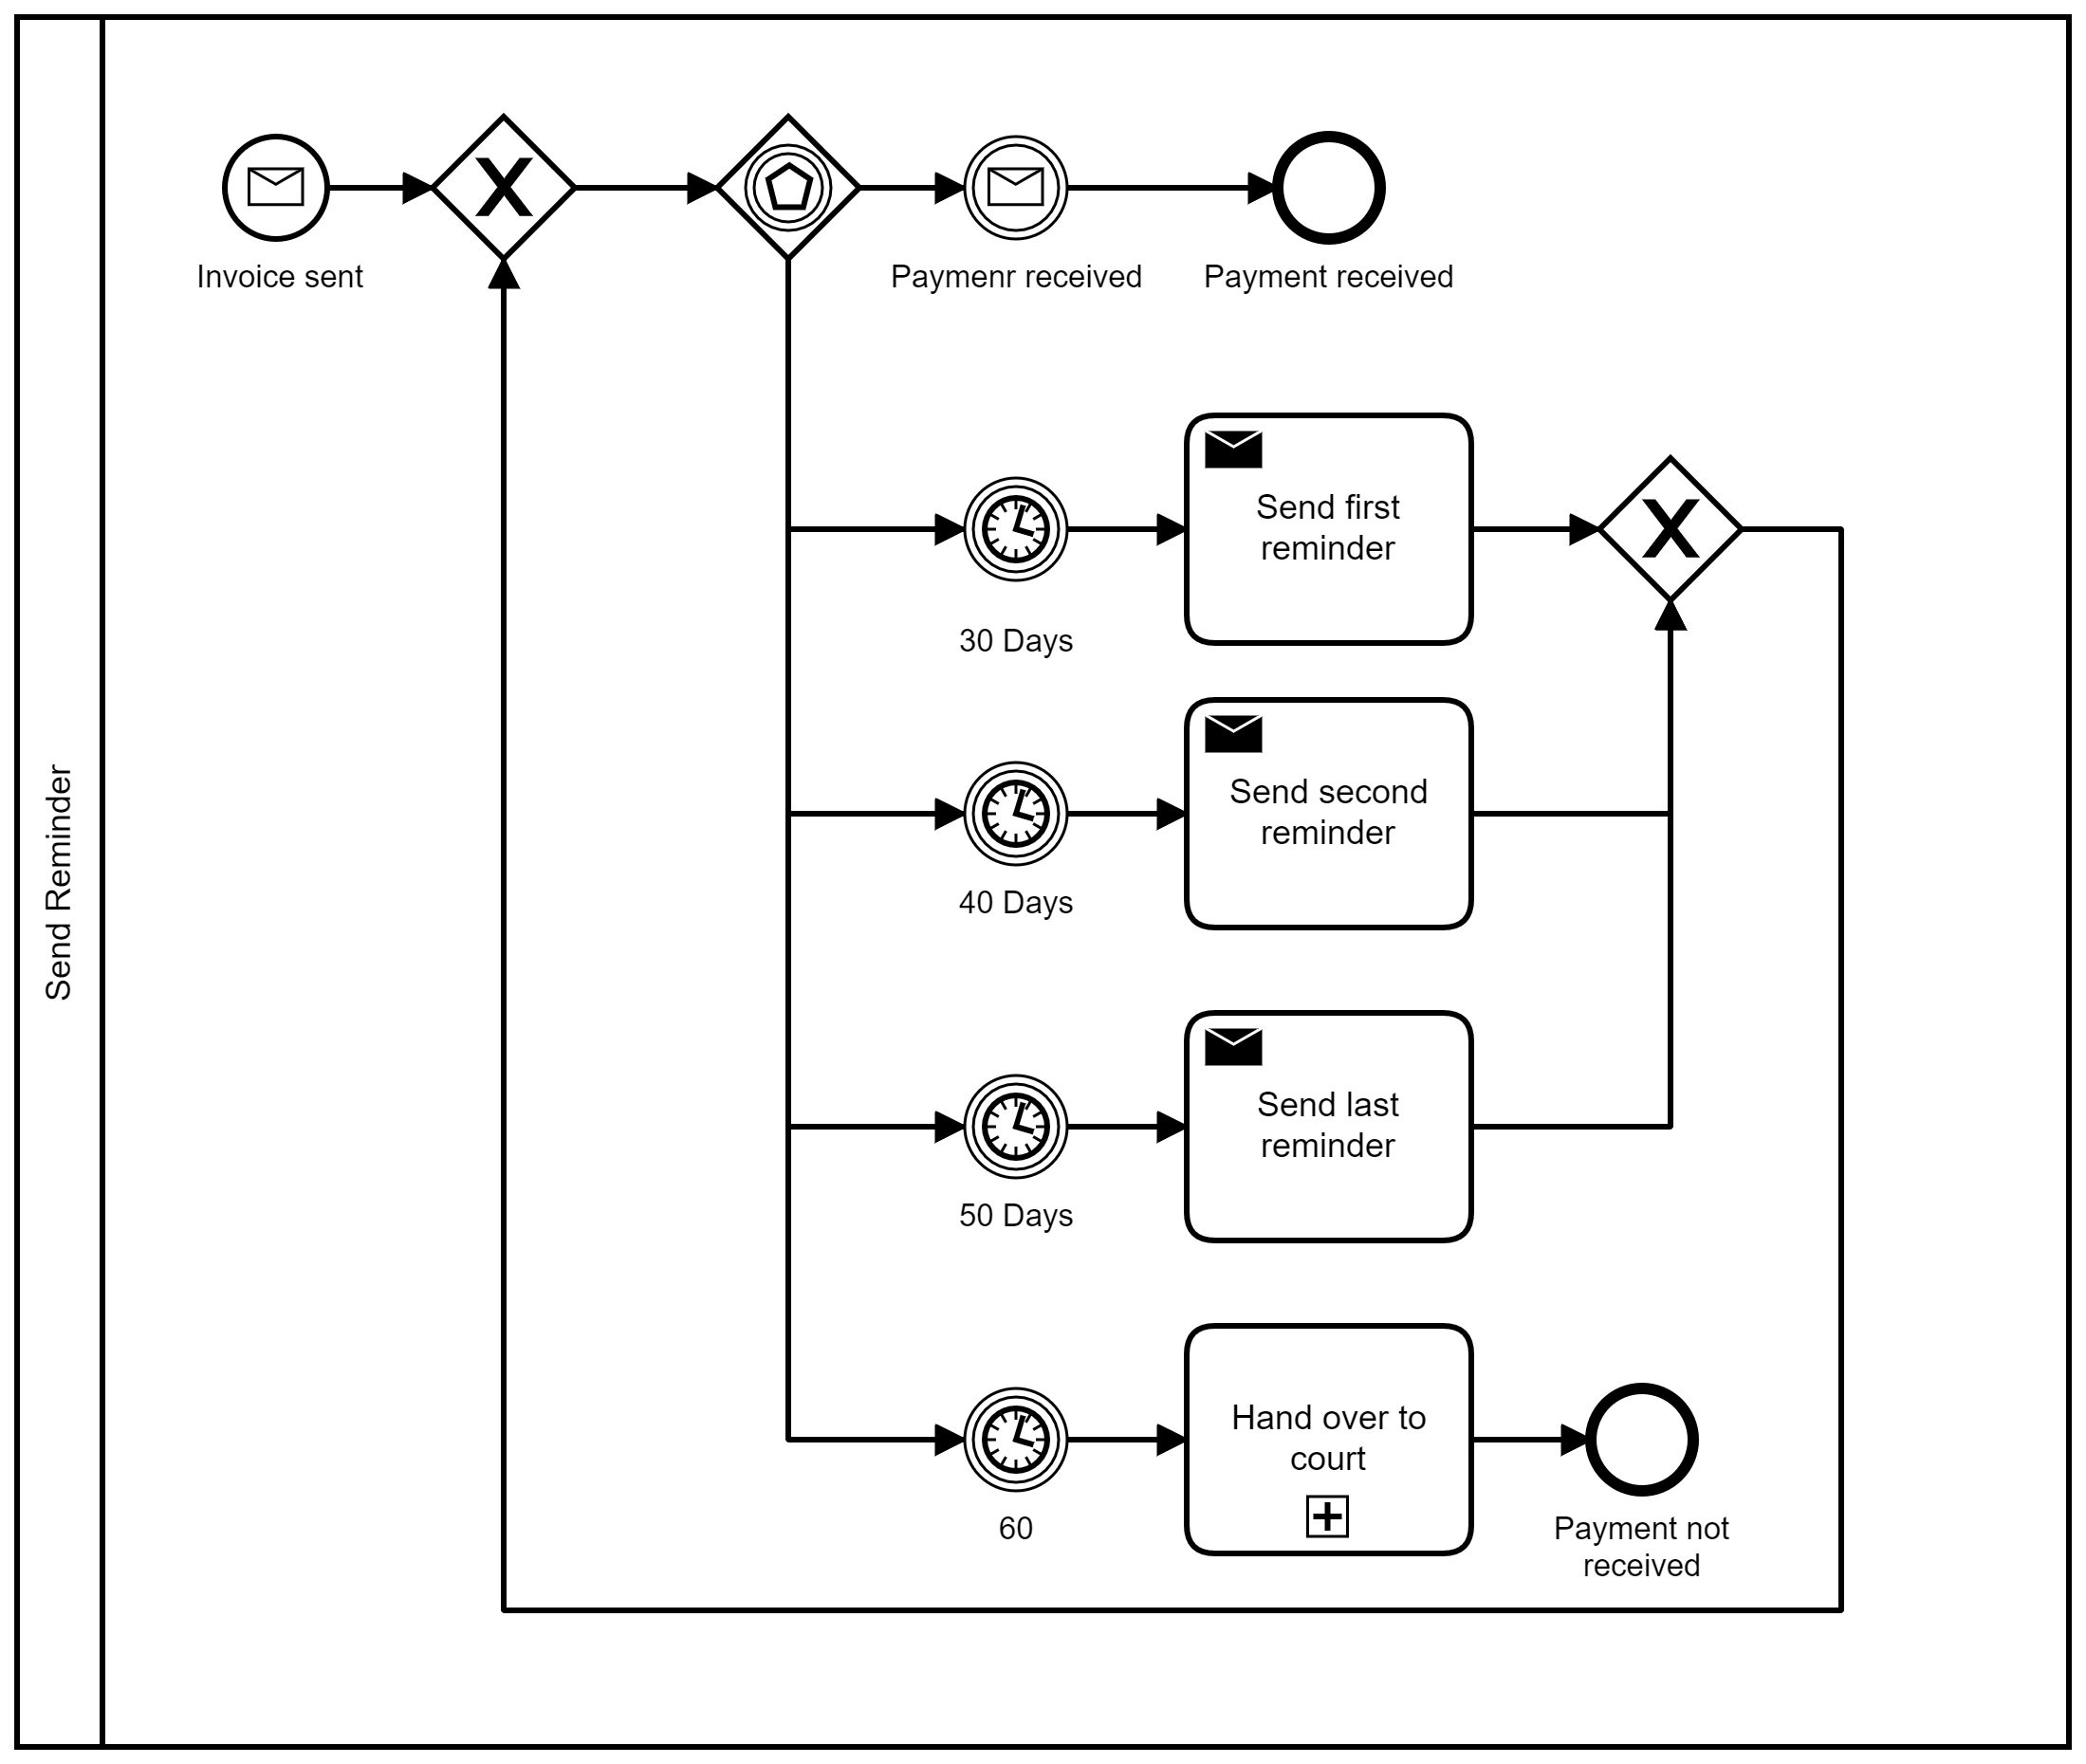 Send Reminder
Invoice sent
Paymenr received
Payment received
Send first
reminder
30 Days
Send second
reminder
40 Days
Send last
reminder
50 Days
Hand over to
court
60
Payment not
received